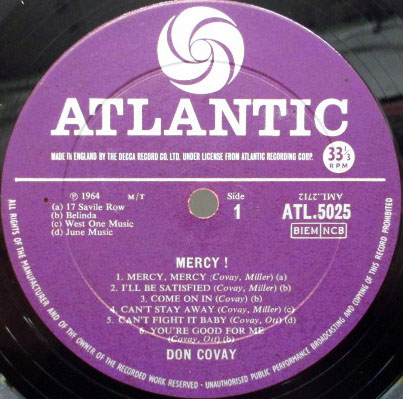 ATLANTIC
MADE IN ENGLAND BY THE DECCA RECORD CO. LTD. UNDER LICENSE FROM ATLANTIC RECORDING CORP.
33 1/3
RPM
℗ 1964 M/T
(a) 17 Savile Row
(b) Belinda
(c) West One Music
(d) June Music
Side
1
AML.2712
ATL.5025
BIEM NCB
MERCY !
1. MERCY, MERCY (Covay, Miller) (a)
2. I'LL BE SATISFIED (Covay, Miller) (b)
3. COME ON IN (Covay) (b)
4. CAN'T STAY AWAY (Covay, Miller) (c)
5. CAN'T FIGHT IT BABY (Covay, Ott) (d)
6. YOU'RE GOOD FOR ME
(Covay, Ott) (b)
DON COVAY
ALL RIGHTS OF THE MANUFACTURER AND OF THE OWNER OF THE RECORDED WORK RESERVED - UNAUTHORISED PUBLIC PERFORMANCE BROADCASTING AND COPYING OF THIS RECORD PROHIBITED